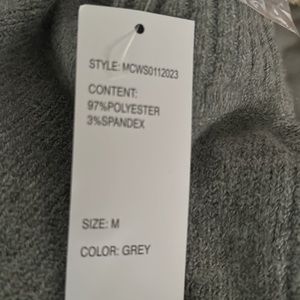 STYLE: MCWS0112023
CONTENT:
97%POLYESTER
3%SPANDEX
SIZE: M
COLOR: GREY